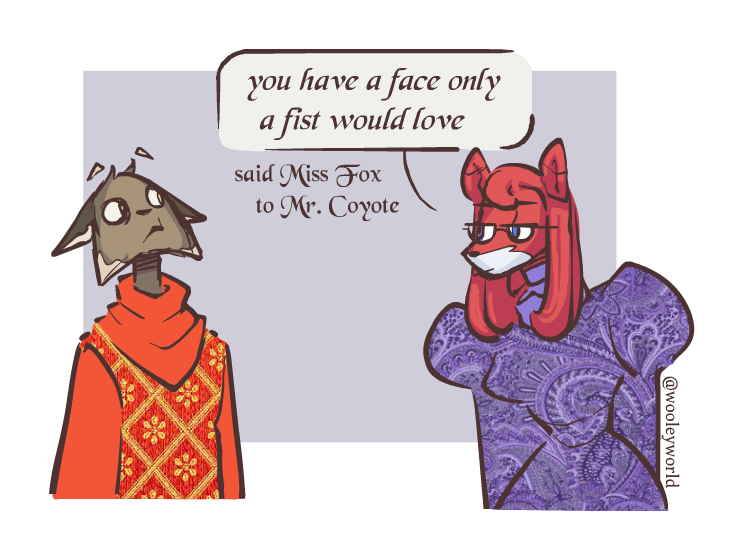 you have a face only
a fist would love
said Miss Fox
to Mr. Coyote
@wooleyworld